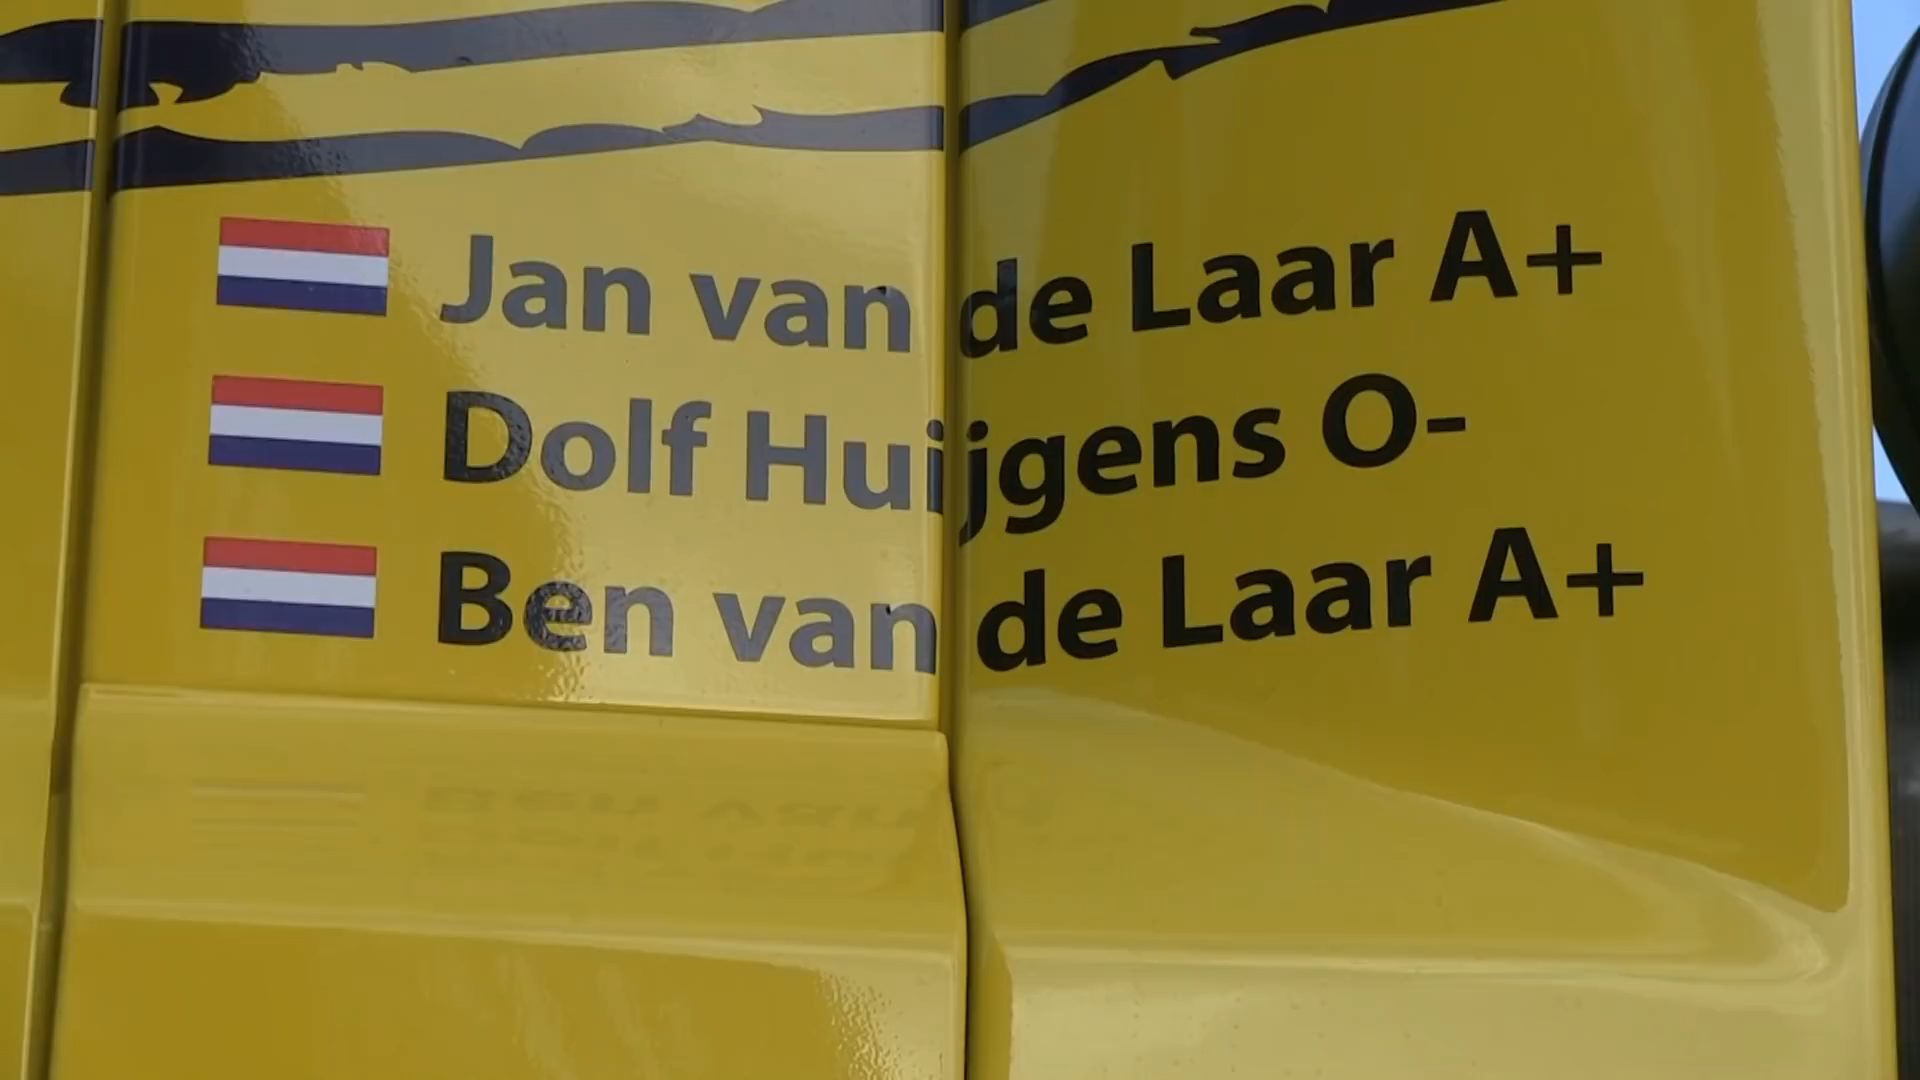 Jan van de Laar A+
Dolf Huijgens O-
Ben van de Laar A+